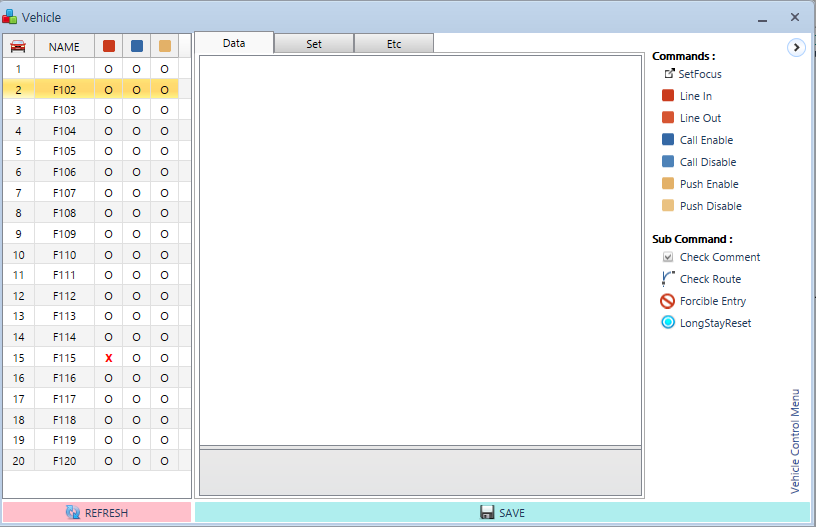 Vehicle
NAME
1 F101 O O O
2 F102 O O O
3 F103 O O O
4 F104 O O O
5 F105 O O O
6 F106 O O O
7 F107 O O O
8 F108 O O O
9 F109 O O O
10 F110 O O O
11 F111 O O O
12 F112 O O O
13 F113 O O O
14 F114 O O O
15 F115 X O O
16 F116 O O O
17 F117 O O O
18 F118 O O O
19 F119 O O O
20 F120 O O O
REFRESH
Data Set Etc
SAVE
Commands :
SetFocus
Line In
Line Out
Call Enable
Call Disable
Push Enable
Push Disable
Sub Command :
Check Comment
Check Route
Forcible Entry
LongStayReset
Vehicle Control Menu